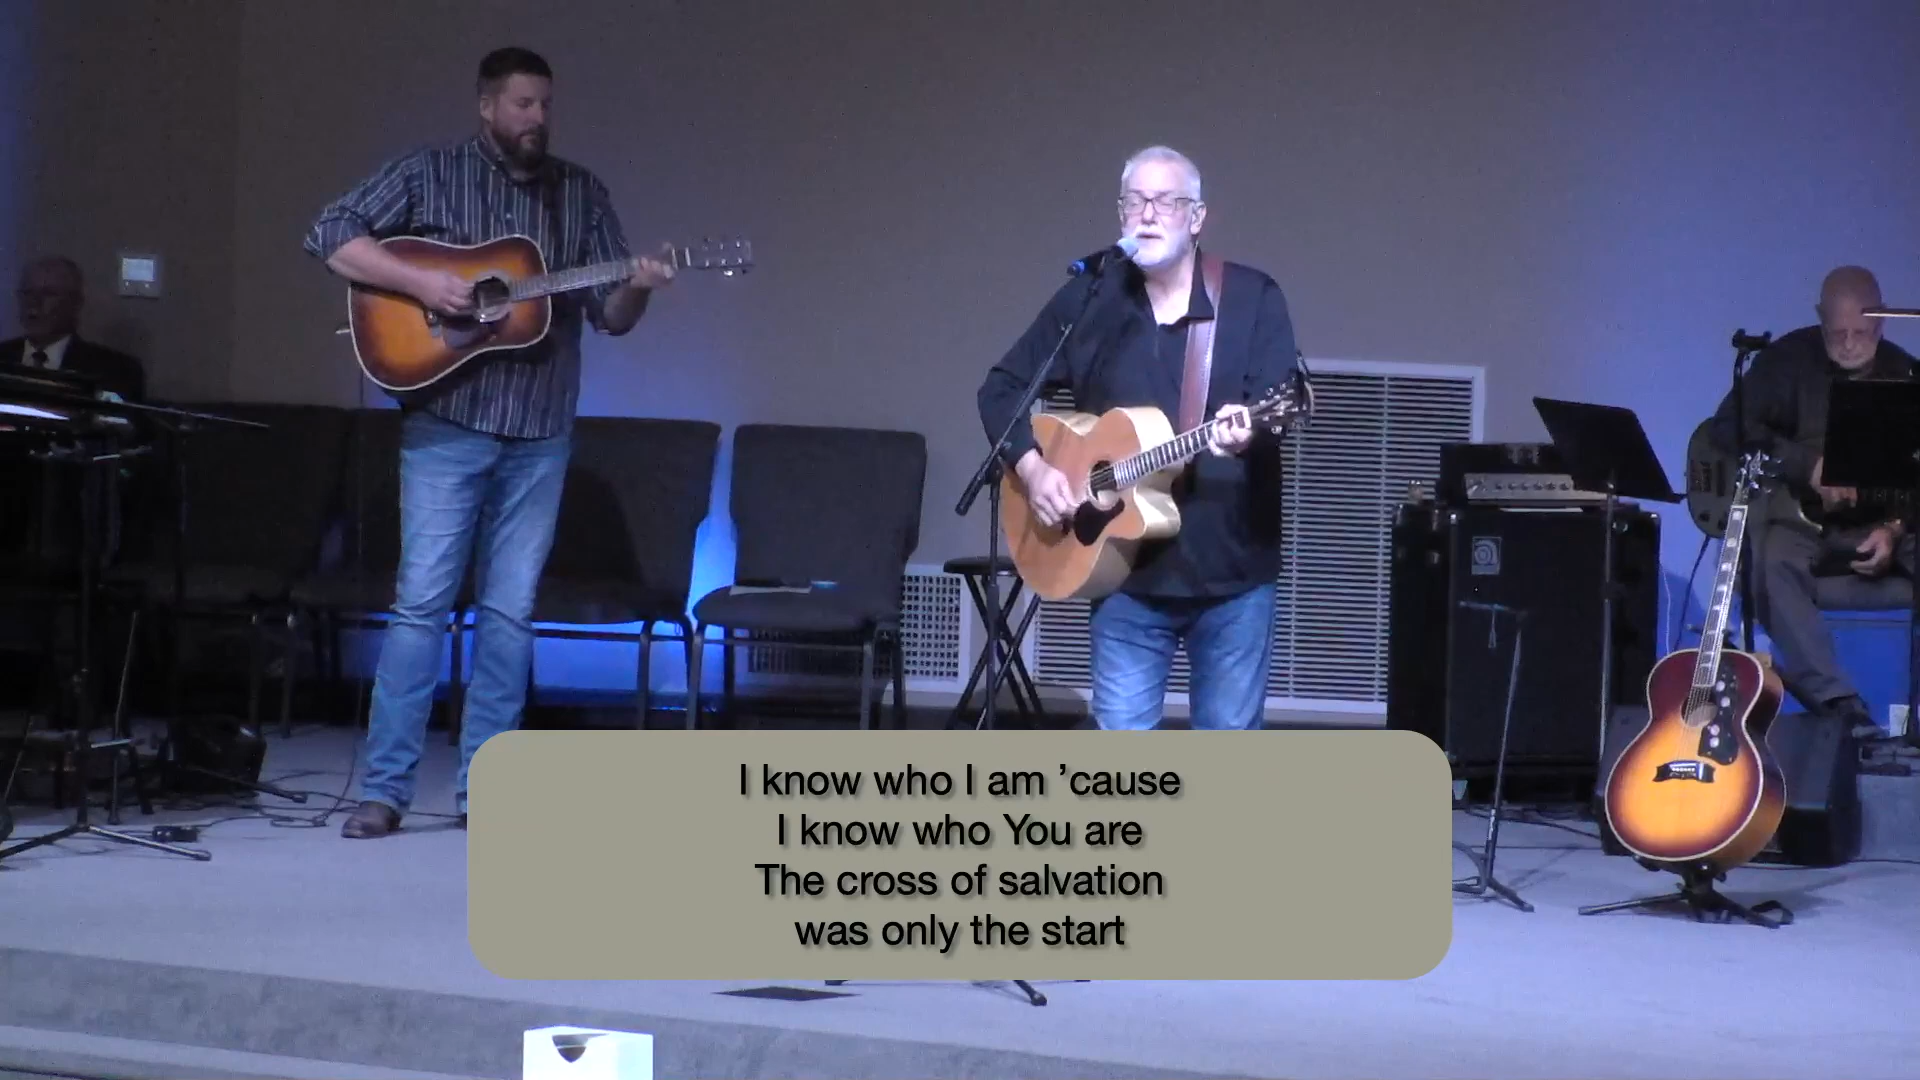 I know who I am ’cause
I know who You are
The cross of salvation
was only the start